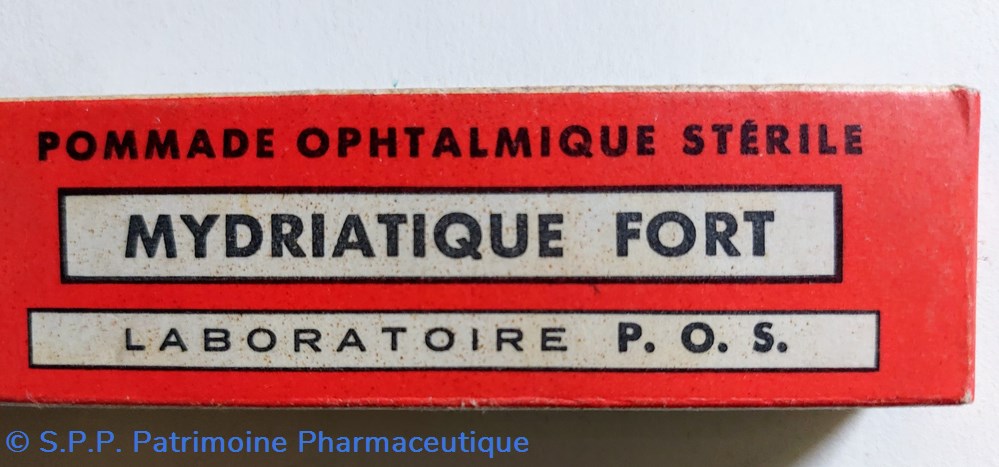 POMMADE OPHTALMIQUE STÉRILE
MYDRIATIQUE FORT
LABORATOIRE P. O. S.
© S.P.P. Patrimoine Pharmaceutique